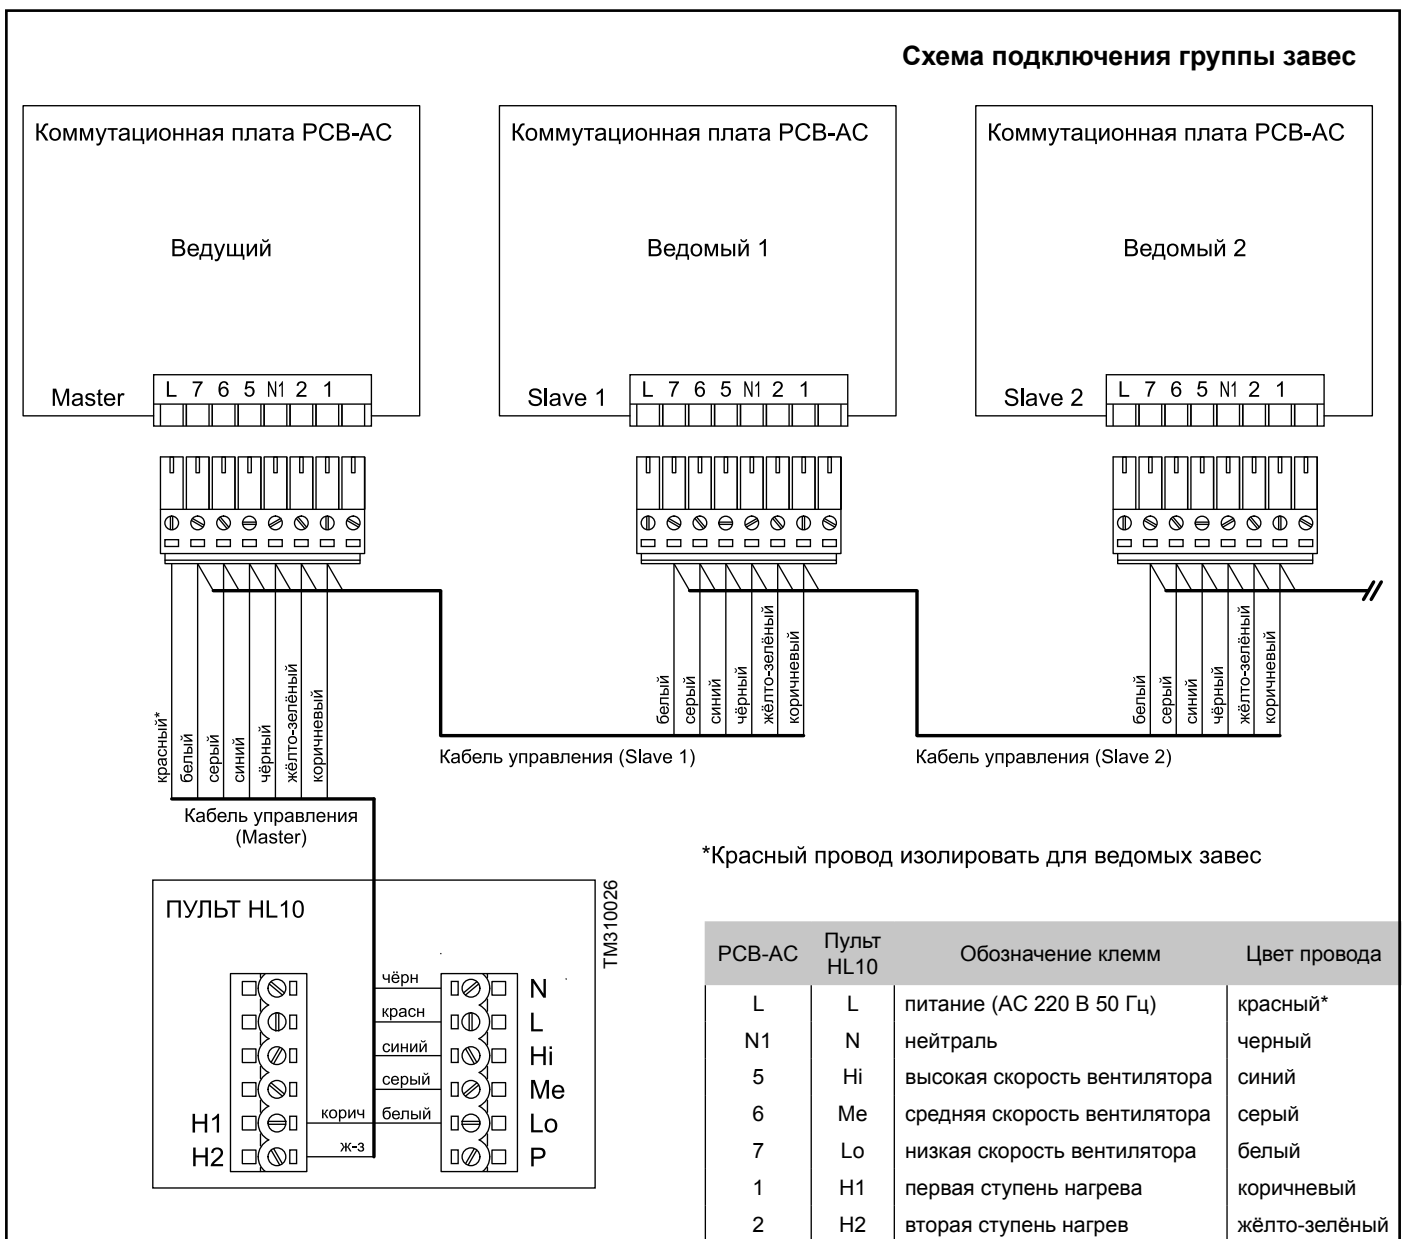 Схема подключения группы завес
Коммутационная плата PCB-AC
Коммутационная плата PCB-AC
Коммутационная плата PCB-AC
Ведущий
Ведомый 1
Ведомый 2
Master
L 7 6 5 N1 2 1
Slave 1
L 7 6 5 N1 2 1
Slave 2
L 7 6 5 N1 2 1
красный*
белый
серый
синий
чёрный
жёлто-зелёный
коричневый
белый
серый
синий
чёрный
жёлто-зелёный
коричневый
белый
серый
синий
чёрный
жёлто-зелёный
коричневый
Кабель управления (Slave 1)
Кабель управления (Slave 2)
Кабель управления
(Master)
*Красный провод изолировать для ведомых завес
ПУЛЬТ HL10
TM310026
чёрн
N
красн
L
синий
Hi
серый
Me
H1
корич
белый
Lo
H2
ж-з
P
PCB-AC Пульт HL10 Обозначение клемм Цвет провода
L L питание (AC 220 В 50 Гц) красный*
N1 N нейтраль черный
5 Hi высокая скорость вентилятора синий
6 Me средняя скорость вентилятора серый
7 Lo низкая скорость вентилятора белый
1 H1 первая ступень нагрева коричневый
2 H2 вторая ступень нагрев жёлто-зелёный